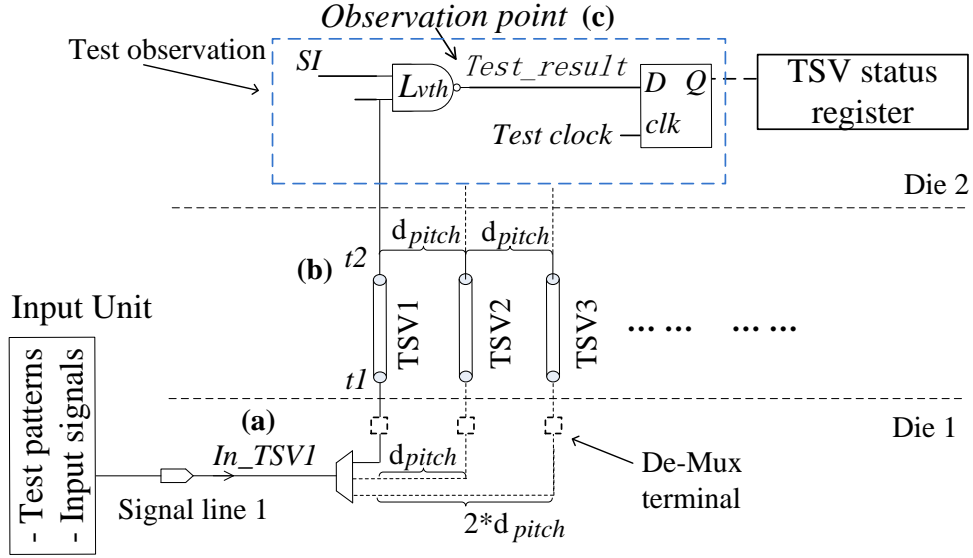 Observation point (c)
Test observation
SI
Test_result
Lvth
D Q
clk
Test clock
TSV status
register
Die 2
dpitch dpitch
(b) t2
TSV1
TSV2
TSV3
... ... ... ...
t1
Input Unit
- Test patterns
- Input signals
Die 1
(a)
In_TSV1
Signal line 1
dpitch
2*dpitch
De-Mux
terminal